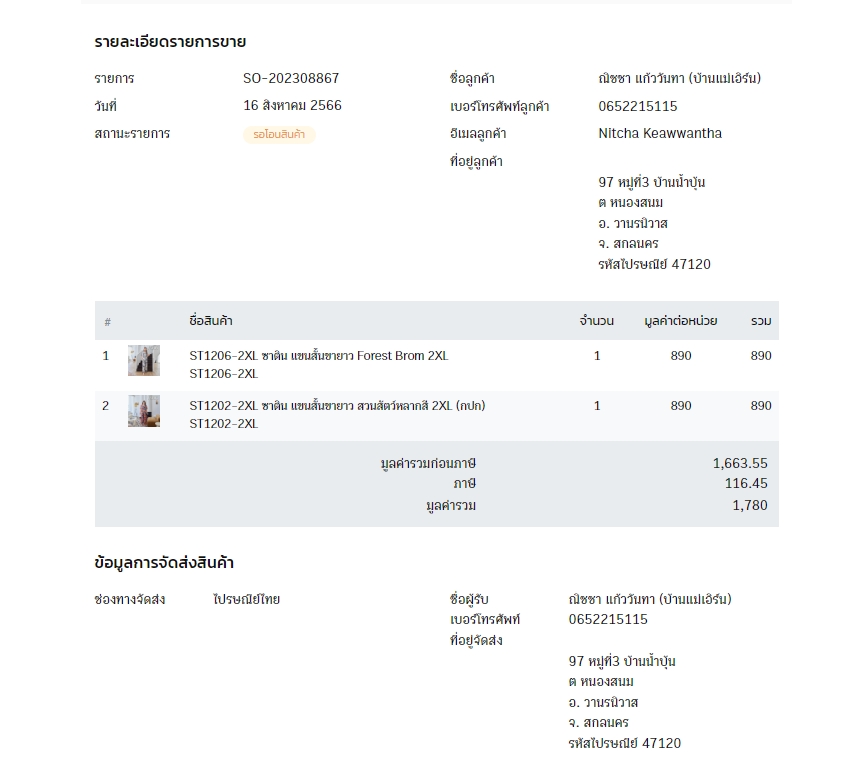 รายละเอียดรายการขาย
รายการ SO-202308867
วันที่ 16 สิงหาคม 2566
สถานะรายการ รอโอนสินค้า
ชื่อลูกค้า ณิชชา แก้ววันทา (บ้านแม่เอิร์น)
เบอร์โทรศัพท์ลูกค้า 0652215115
อีเมลลูกค้า Nitcha Keawwantha
ที่อยู่ลูกค้า
97 หมู่ที่3 บ้านน้ำบุ้น
ต หนองสนม
อ. วานรนิวาส
จ. สกลนคร
รหัสไปรษณีย์ 47120
# ชื่อสินค้า จำนวน มูลค่าต่อหน่วย รวม
1 ST1206-2XL ซาติน แขนสั้นขายาว Forest Brom 2XL 1 890 890
ST1206-2XL
2 ST1202-2XL ซาติน แขนสั้นขายาว สวนสัตว์หลากสี 2XL (กปก) 1 890 890
ST1202-2XL
มูลค่ารวมก่อนภาษี 1,663.55
ภาษี 116.45
มูลค่ารวม 1,780
ข้อมูลการจัดส่งสินค้า
ช่องทางจัดส่ง ไปรษณีย์ไทย
ชื่อผู้รับ ณิชชา แก้ววันทา (บ้านแม่เอิร์น)
เบอร์โทรศัพท์ 0652215115
ที่อยู่จัดส่ง
97 หมู่ที่3 บ้านน้ำบุ้น
ต หนองสนม
อ. วานรนิวาส
จ. สกลนคร
รหัสไปรษณีย์ 47120